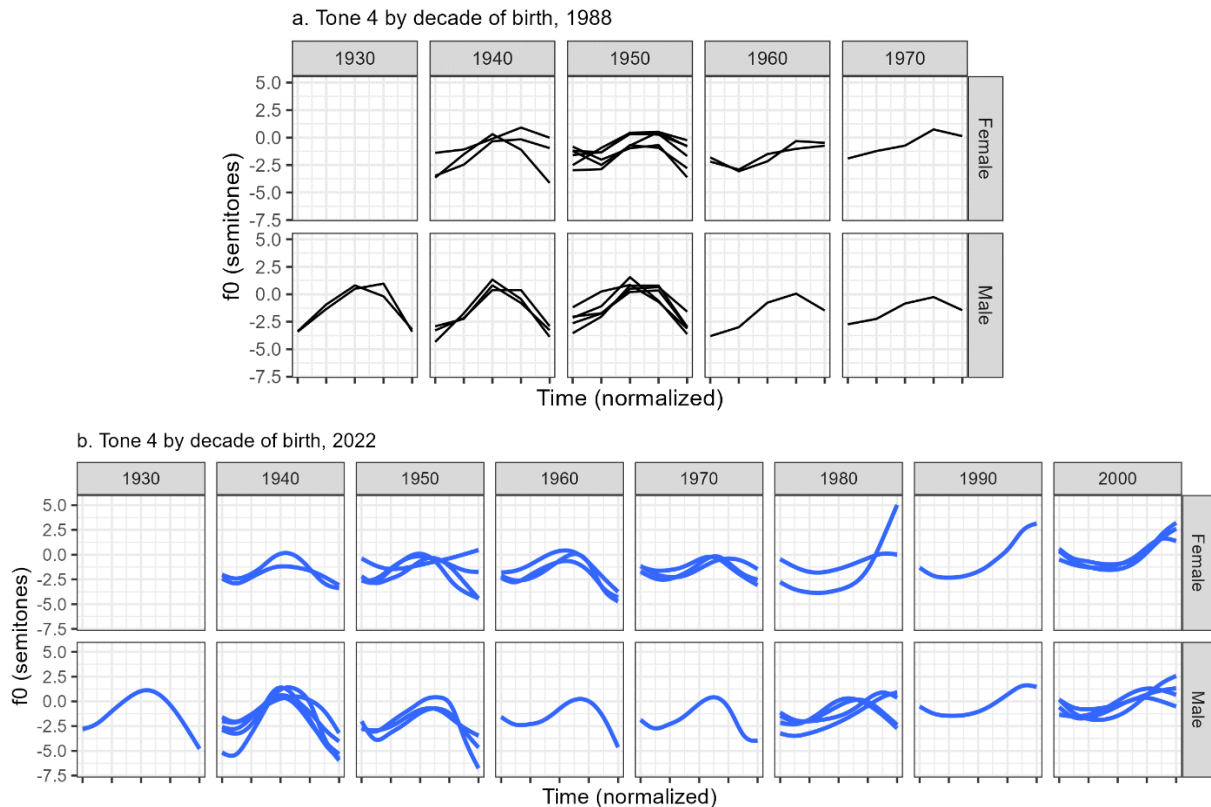 a. Tone 4 by decade of birth, 1988
1930 1940 1950 1960 1970
5.0
2.5
0.0
-2.5
-5.0
-7.5
Female
5.0
2.5
0.0
-2.5
-5.0
-7.5
Male
f0 (semitones)
Time (normalized)
b. Tone 4 by decade of birth, 2022
1930 1940 1950 1960 1970 1980 1990 2000
5.0
2.5
0.0
-2.5
-5.0
-7.5
Female
5.0
2.5
0.0
-2.5
-5.0
-7.5
Male
f0 (semitones)
Time (normalized)